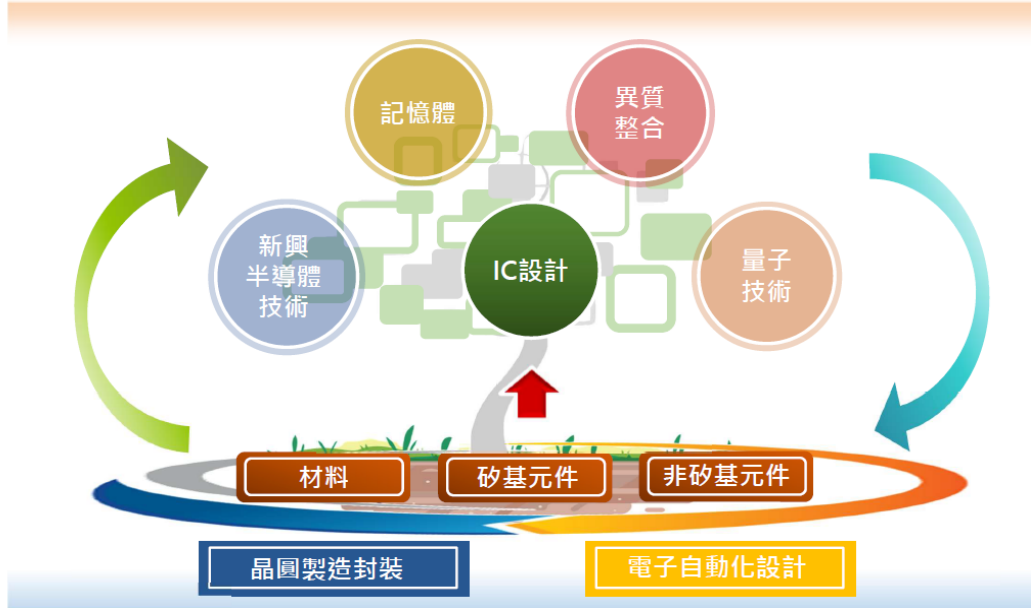 記憶體
異質
整合
新興
半導體
技術
IC設計
量子
技術
材料
矽基元件
非矽基元件
晶圓製造封裝
電子自動化設計